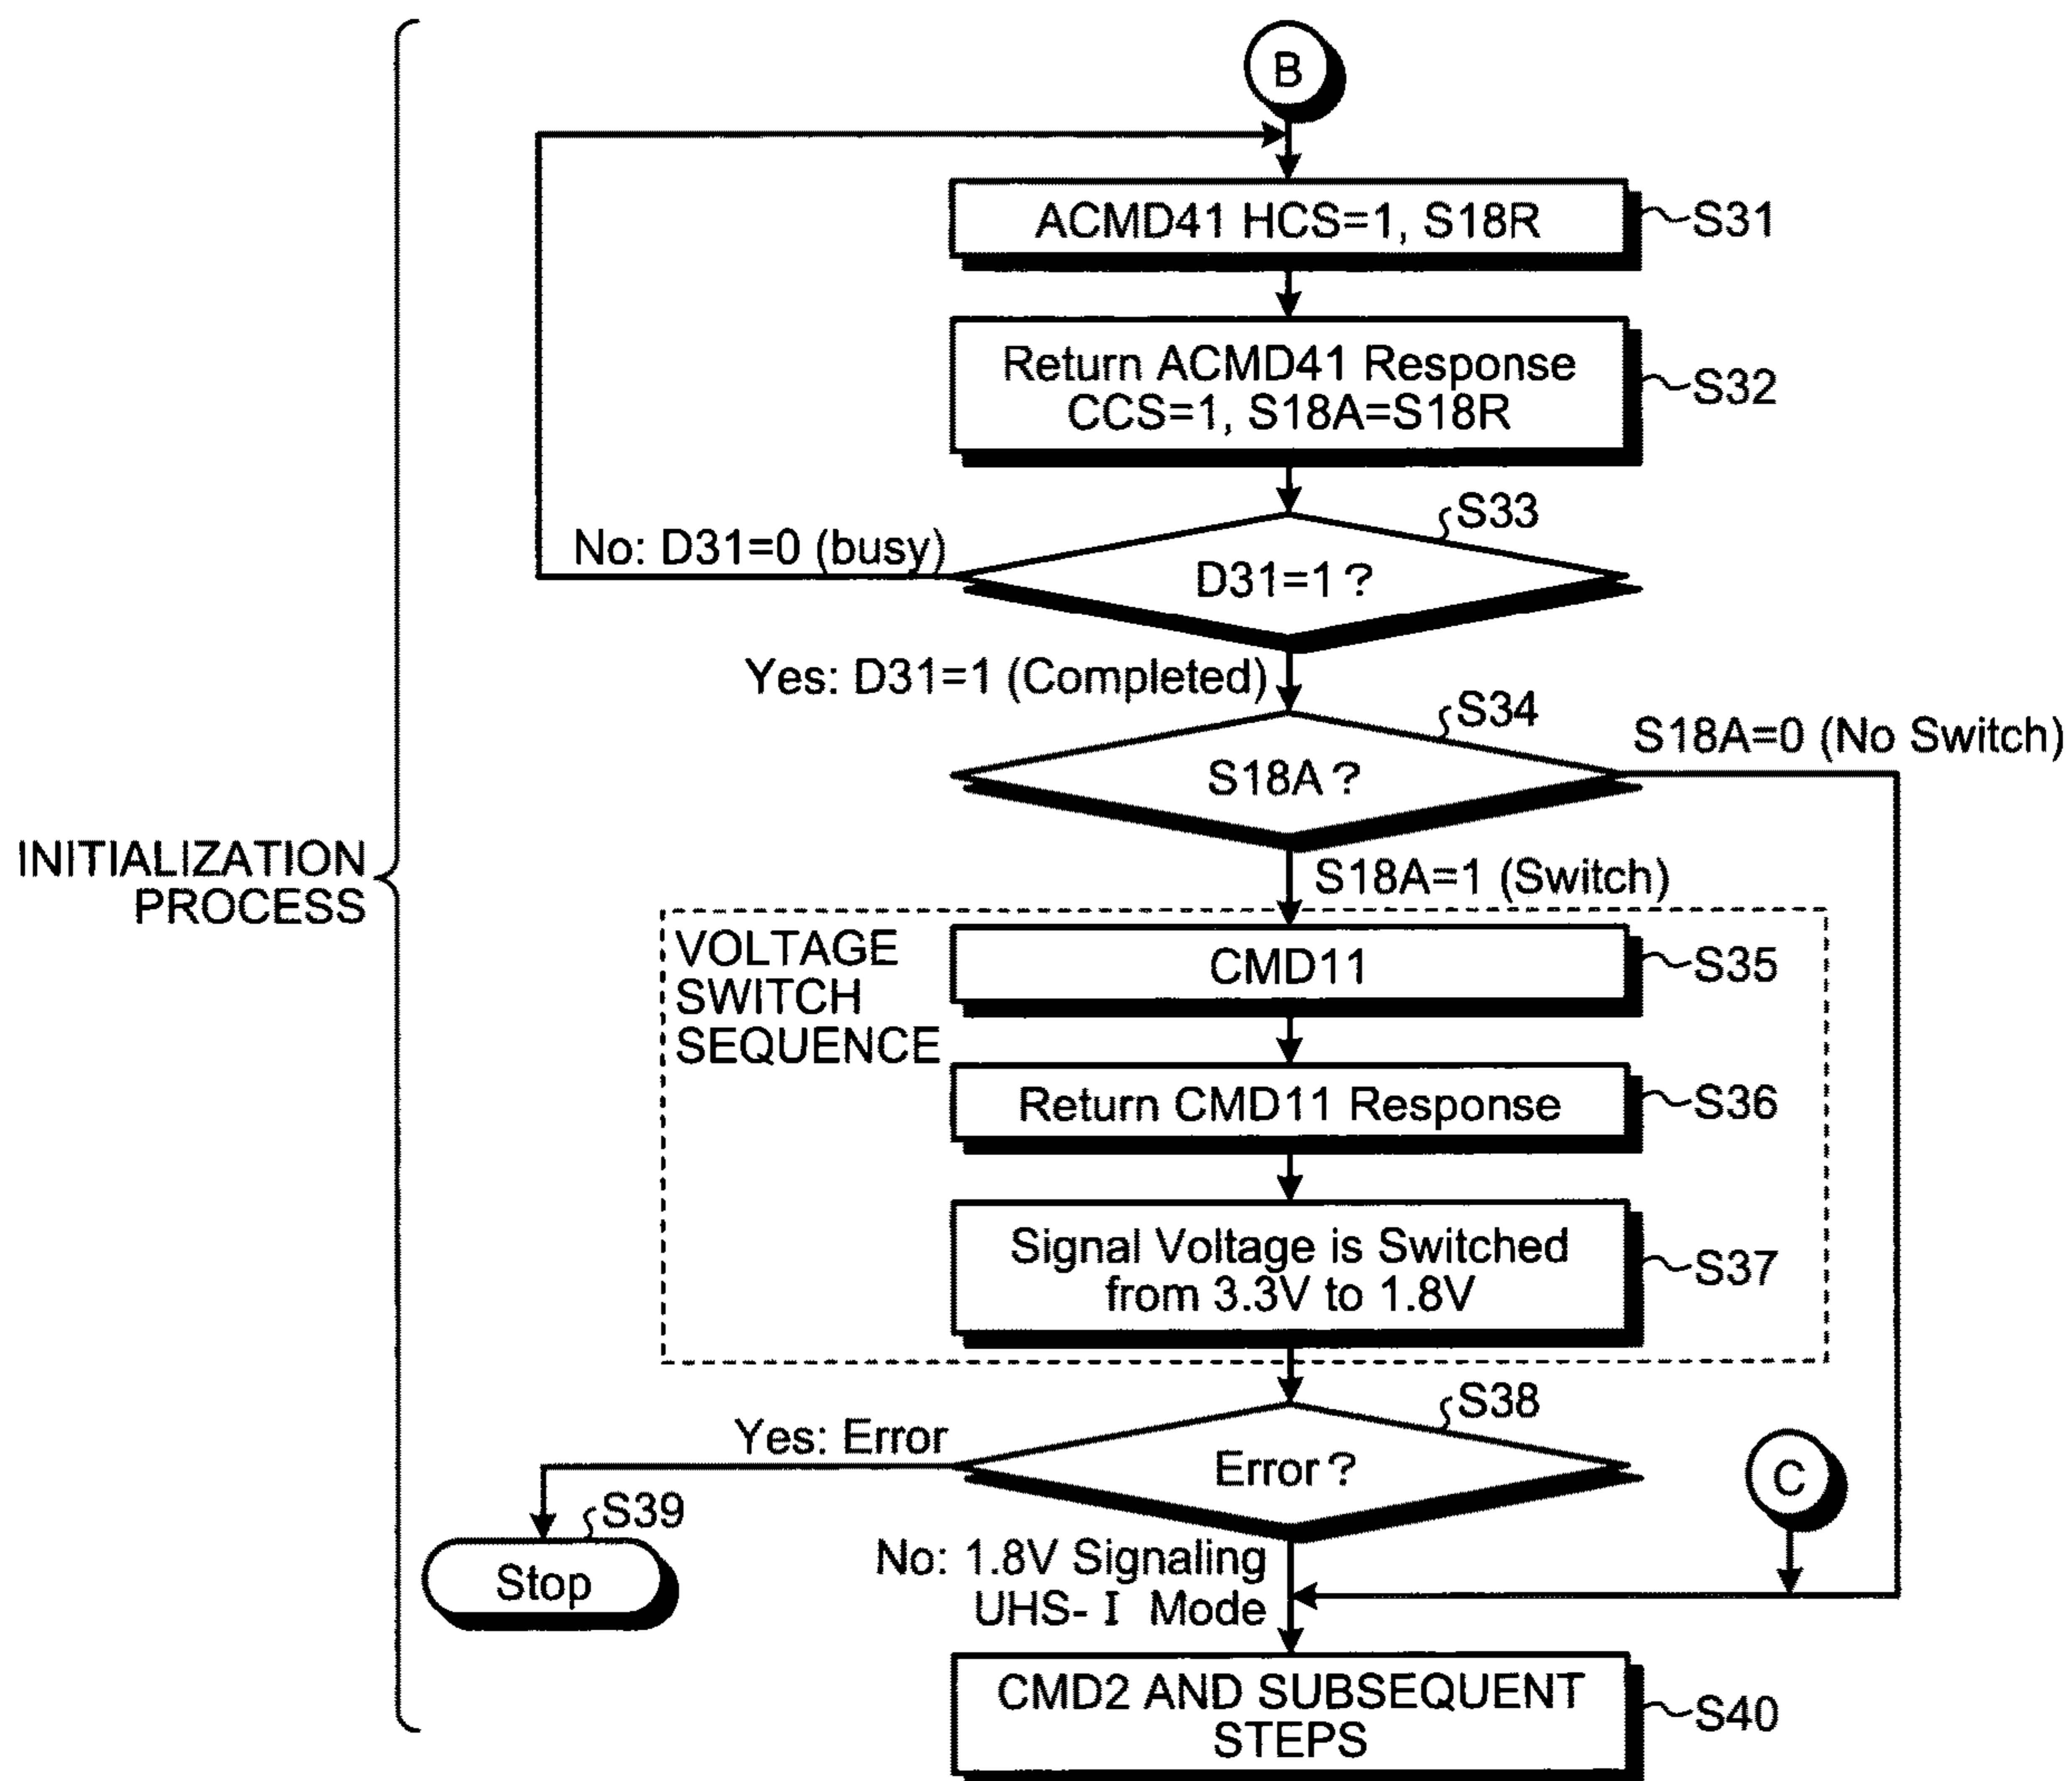 B
ACMD41 HCS=1, S18R
S31
Return ACMD41 Response
CCS=1, S18A=S18R
S32
S33
No: D31=0 (busy)
D31=1?
Yes: D31=1 (Completed)
S34
S18A=0 (No Switch)
S18A?
INITIALIZATION
PROCESS
S18A=1 (Switch)
VOLTAGE
SWITCH
SEQUENCE
CMD11
S35
Return CMD11 Response
S36
Signal Voltage is Switched
from 3.3V to 1.8V
S37
S38
Yes: Error
Error?
C
S39
Stop
No: 1.8V Signaling
UHS-I Mode
CMD2 AND SUBSEQUENT
STEPS
S40